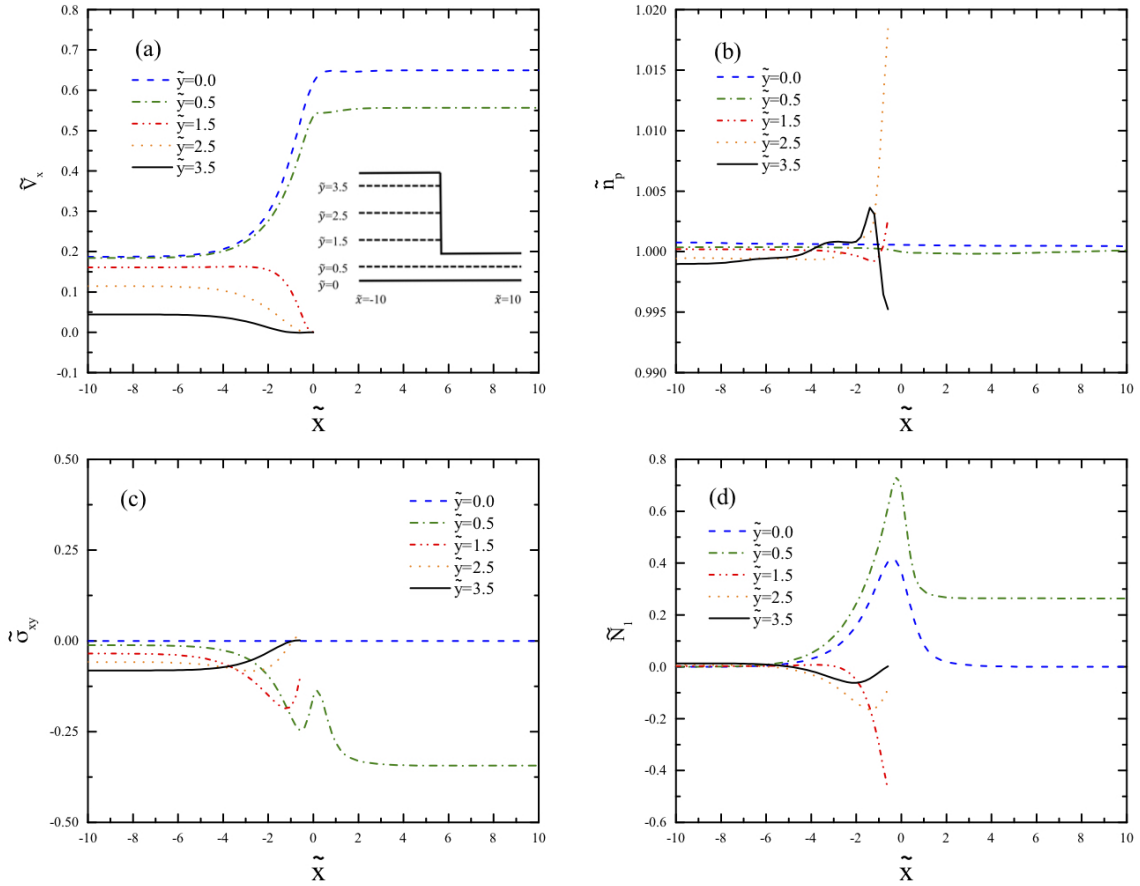 (a)
0.8
0.7
0.6
0.5
0.4
0.3
0.2
0.1
0.0
-0.1
ṽx
ỹ=0.0
ỹ=0.5
ỹ=1.5
ỹ=2.5
ỹ=3.5
ỹ=3.5
ỹ=2.5
ỹ=1.5
ỹ=0.5
ỹ=0
x̃=-10 x̃=10
-10 -8 -6 -4 -2 0 2 4 6 8 10
x̃
(b)
1.020
1.015
1.010
1.005
1.000
0.995
0.990
ñp
ỹ=0.0
ỹ=0.5
ỹ=1.5
ỹ=2.5
ỹ=3.5
-10 -8 -6 -4 -2 0 2 4 6 8 10
x̃
(c)
0.50
0.25
0.00
-0.25
-0.50
σ̃xy
ỹ=0.0
ỹ=0.5
ỹ=1.5
ỹ=2.5
ỹ=3.5
-10 -8 -6 -4 -2 0 2 4 6 8 10
x̃
(d)
0.8
0.6
0.4
0.2
0.0
-0.2
-0.4
-0.6
Ñ1
ỹ=0.0
ỹ=0.5
ỹ=1.5
ỹ=2.5
ỹ=3.5
-10 -8 -6 -4 -2 0 2 4 6 8 10
x̃